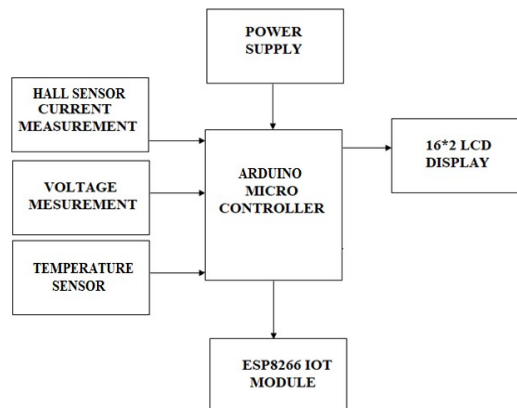 POWER
SUPPLY
HALL SENSOR
CURRENT
MEASUREMENT
VOLTAGE
MESUREMENT
TEMPERATURE
SENSOR
ARDUINO
MICRO
CONTROLLER
16*2 LCD
DISPLAY
ESP8266 IOT
MODULE